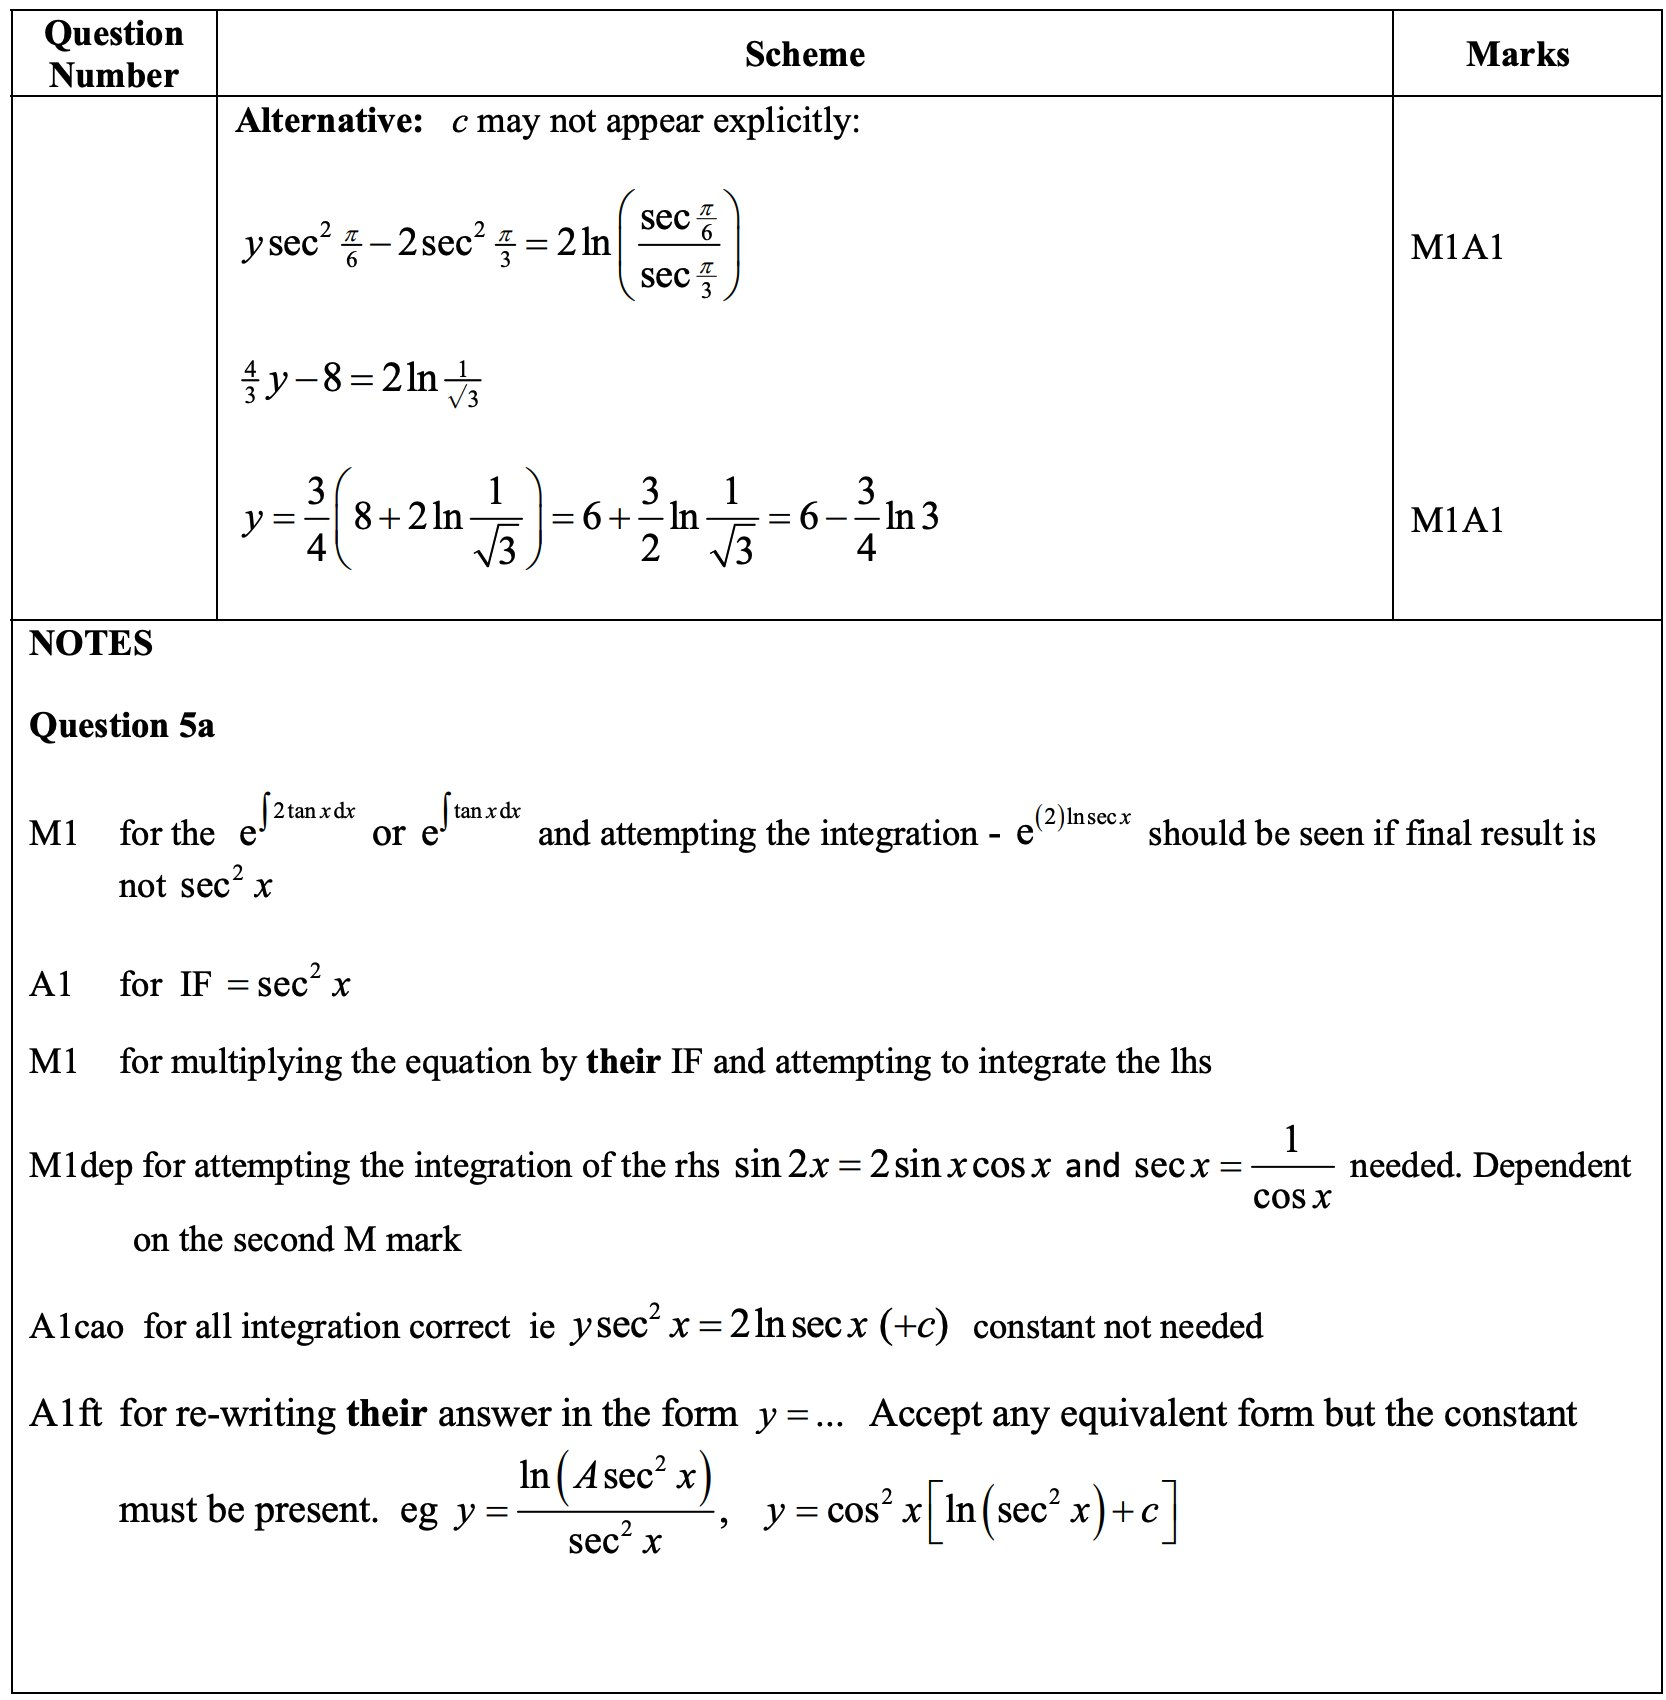 Question Number Scheme Marks
Alternative: c may not appear explicitly:
y sec² π/6 − 2 sec² π/3 = 2 ln( sec π/6 / sec π/3 ) M1A1
4/3 y − 8 = 2 ln 1/√3
y = 3/4 ( 8 + 2 ln 1/√3 ) = 6 + 3/2 ln 1/√3 = 6 − 3/4 ln 3 M1A1
NOTES
Question 5a
M1 for the e^(∫2 tan x dx) or e^(∫tan x dx) and attempting the integration - e^((2) ln sec x) should be seen if final result is
not sec² x
A1 for IF = sec² x
M1 for multiplying the equation by their IF and attempting to integrate the lhs
M1dep for attempting the integration of the rhs sin 2x = 2 sin x cos x and sec x = 1/cos x needed. Dependent
on the second M mark
A1cao for all integration correct ie y sec² x = 2 ln sec x (+c) constant not needed
A1ft for re-writing their answer in the form y = ... Accept any equivalent form but the constant
must be present. eg y = ln(A sec² x) / sec² x, y = cos² x [ln(sec² x) + c]